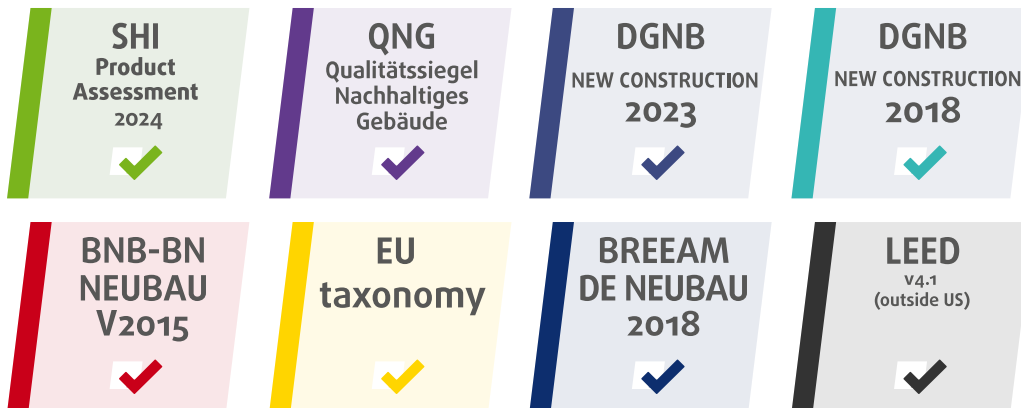 SHI
Product
Assessment
2024
QNG
Qualitätssiegel
Nachhaltiges
Gebäude
DGNB
NEW CONSTRUCTION
2023
DGNB
NEW CONSTRUCTION
2018
BNB-BN
NEUBAU
V2015
EU
taxonomy
BREEAM
DE NEUBAU
2018
LEED
v4.1
(outside US)